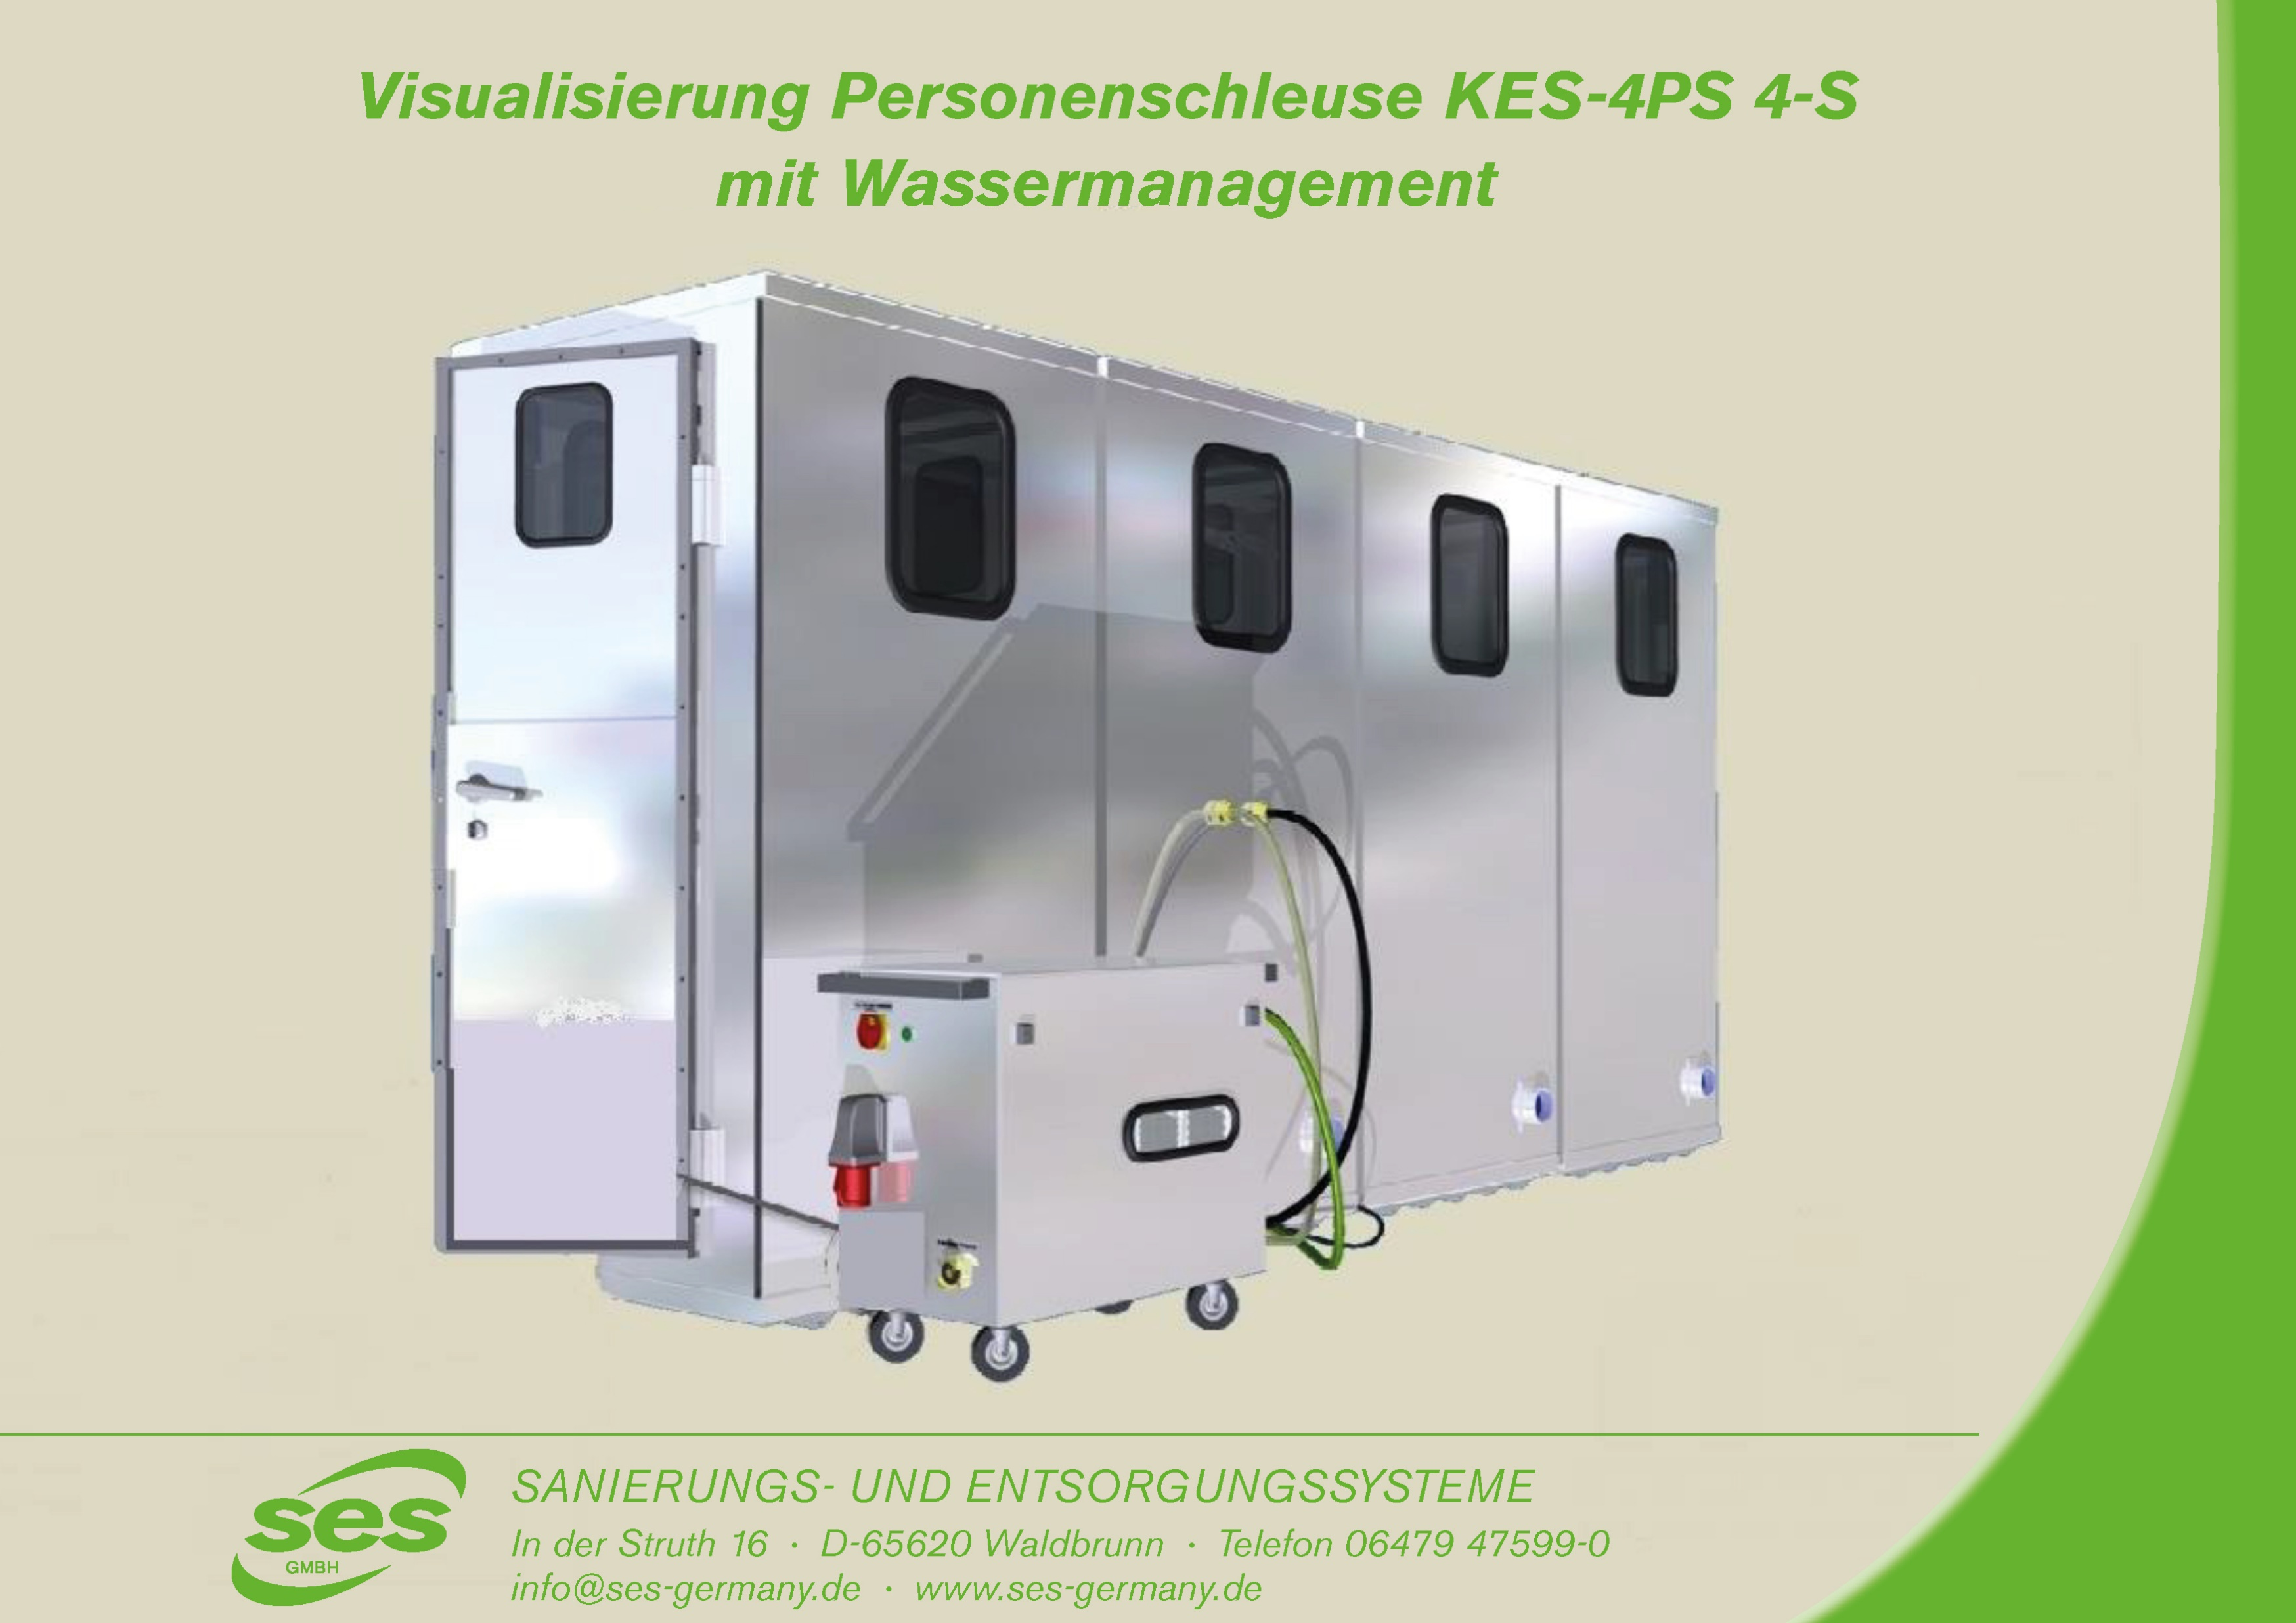 Visualisierung Personenschleuse KES-4PS 4-S
mit Wassermanagement
ses
GMBH
SANIERUNGS- UND ENTSORGUNGSSYSTEME
In der Struth 16 · D-65620 Waldbrunn · Telefon 06479 47599-0
info@ses-germany.de · www.ses-germany.de